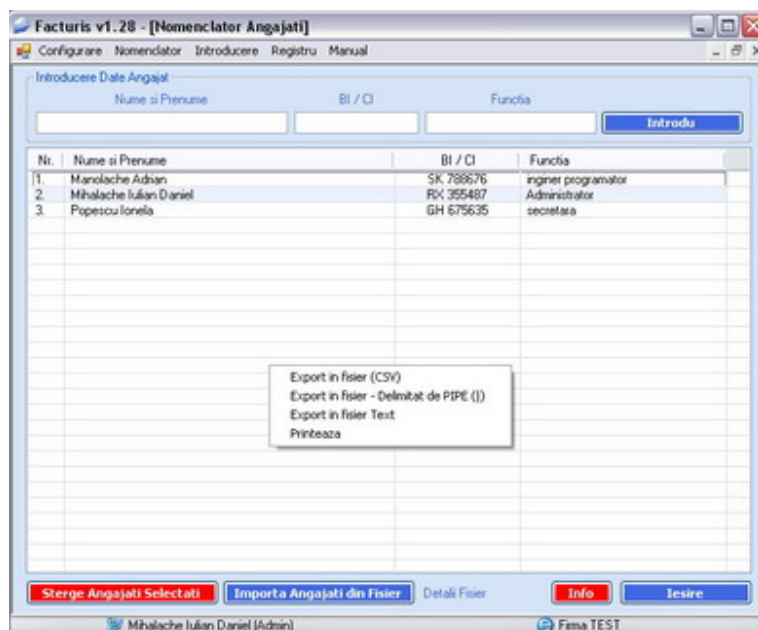 Facturis v1.28 - [Nomenclator Angajati]
Configurare Nomenclator Introducere Registru Manual
Introducere Date Angajat
Nume si Prenume BI / CI Functia
Introdu
Nr. Nume si Prenume BI / CI Functia
1. Manolache Adrian SK 788676 inginer programator
2. Mihalache Iulian Daniel RX 355487 Administrator
3. Popescu Ionela GH 675635 secretara
Export in fisier (CSV)
Export in fisier - Delimitat de PIPE (|)
Export in fisier Text
Printeaza
Sterge Angajati Selectati Importa Angajati din Fisier Detalii Fisier Info Iesire
Mihalache Iulian Daniel (Admin) Firma TEST